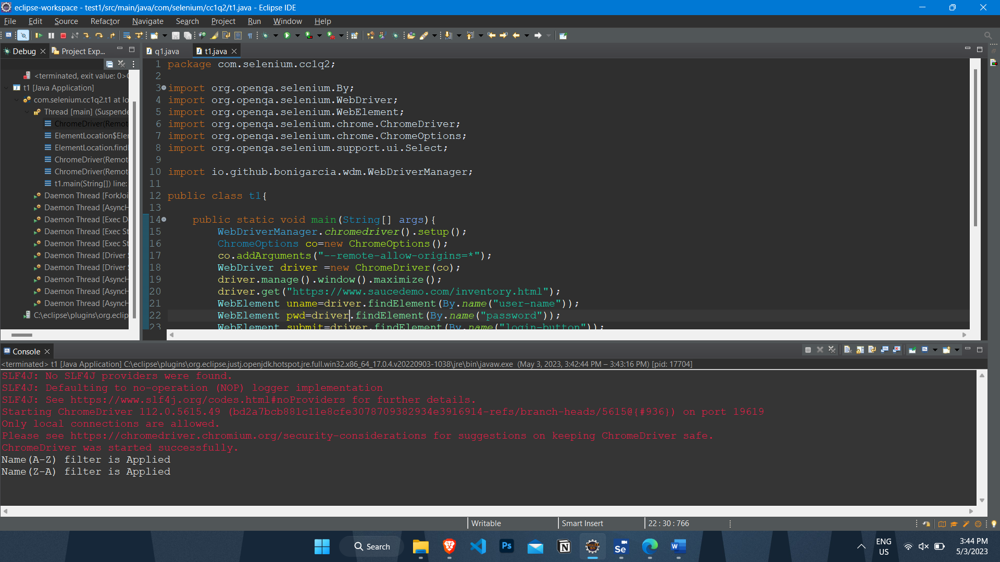 eclipse-workspace - test1/src/main/java/com/selenium/cc1q2/t1.java - Eclipse IDE
File Edit Source Refactor Navigate Search Project Run Window Help
Debug Project Exp... q1.java t1.java
<terminated, exit value: 0>
t1 [Java Application]
com.selenium.cc1q2.t1 at lo
Thread [main] (Suspende
ChromeDriver(Remot
ElementLocation$Eler
ElementLocation.find
ChromeDriver(Remot
ChromeDriver(Remot
t1.main(String[]) line:
Daemon Thread [ForkJoi
Daemon Thread [AsyncH
Daemon Thread [Exec D
Daemon Thread [Exec St
Daemon Thread [Exec St
Daemon Thread [Driver
Daemon Thread [Driver
Daemon Thread [AsyncH
Daemon Thread [AsyncH
Daemon Thread [AsyncH
C:\eclipse\plugins\org.eclip
1 package com.selenium.cc1q2;
2
3 import org.openqa.selenium.By;
4 import org.openqa.selenium.WebDriver;
5 import org.openqa.selenium.WebElement;
6 import org.openqa.selenium.chrome.ChromeDriver;
7 import org.openqa.selenium.chrome.ChromeOptions;
8 import org.openqa.selenium.support.ui.Select;
9
10 import io.github.bonigarcia.wdm.WebDriverManager;
11
12 public class t1{
13
14 public static void main(String[] args){
15 WebDriverManager.chromedriver().setup();
16 ChromeOptions co=new ChromeOptions();
17 co.addArguments("--remote-allow-origins=*");
18 WebDriver driver =new ChromeDriver(co);
19 driver.manage().window().maximize();
20 driver.get("https://www.saucedemo.com/inventory.html");
21 WebElement uname=driver.findElement(By.name("user-name"));
22 WebElement pwd=driver.findElement(By.name("password"));
23 WebElement submit=driver.findElement(By.name("login-button"));
Console
<terminated> t1 [Java Application] C:\eclipse\plugins\org.eclipse.justj.openjdk.hotspot.jre.full.win32.x86_64_17.0.4.v20220903-1038\jre\bin\javaw.exe (May 3, 2023, 3:42:44 PM – 3:43:16 PM) [pid: 17704]
SLF4J: No SLF4J providers were found.
SLF4J: Defaulting to no-operation (NOP) logger implementation
SLF4J: See https://www.slf4j.org/codes.html#noProviders for further details.
Starting ChromeDriver 112.0.5615.49 (bd2a7bcb881c11e8cfe3078709382934e3916914-refs/branch-heads/5615@{#936}) on port 19619
Only local connections are allowed.
Please see https://chromedriver.chromium.org/security-considerations for suggestions on keeping ChromeDriver safe.
ChromeDriver was started successfully.
Name(A-Z) filter is Applied
Name(Z-A) filter is Applied
Writable Smart Insert 22 : 30 : 766
Search
Ps
Se
ENG
US
3:44 PM
5/3/2023